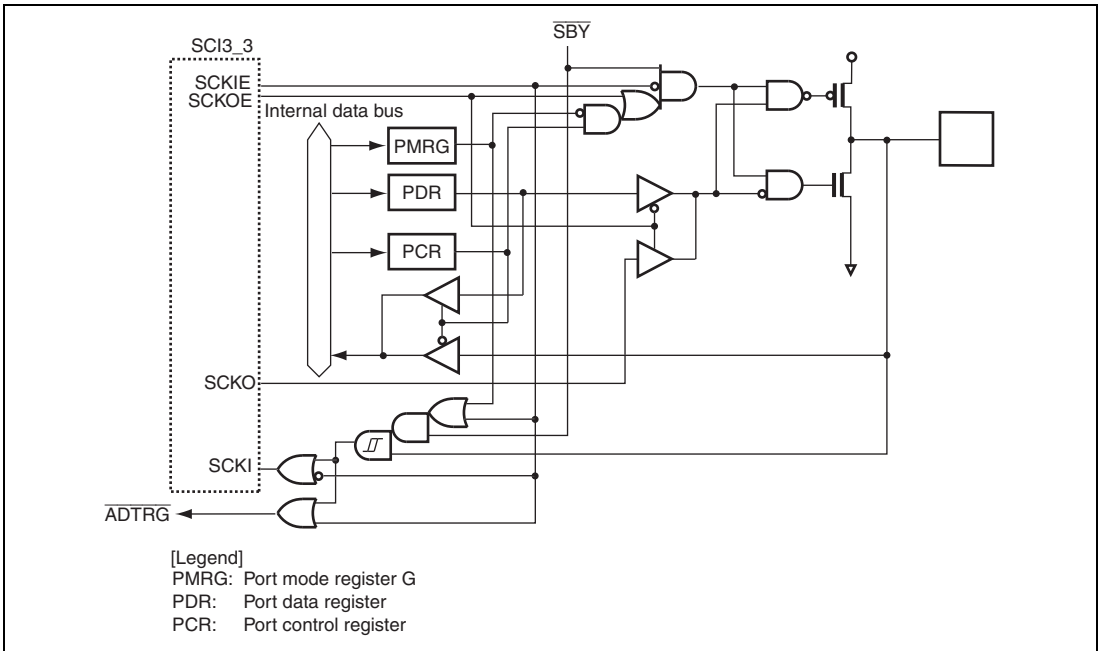 SBY
SCI3_3
SCKIE
SCKOE
Internal data bus
PMRG
PDR
PCR
SCKO
SCKI
ADTRG
[Legend]
PMRG: Port mode register G
PDR: Port data register
PCR: Port control register